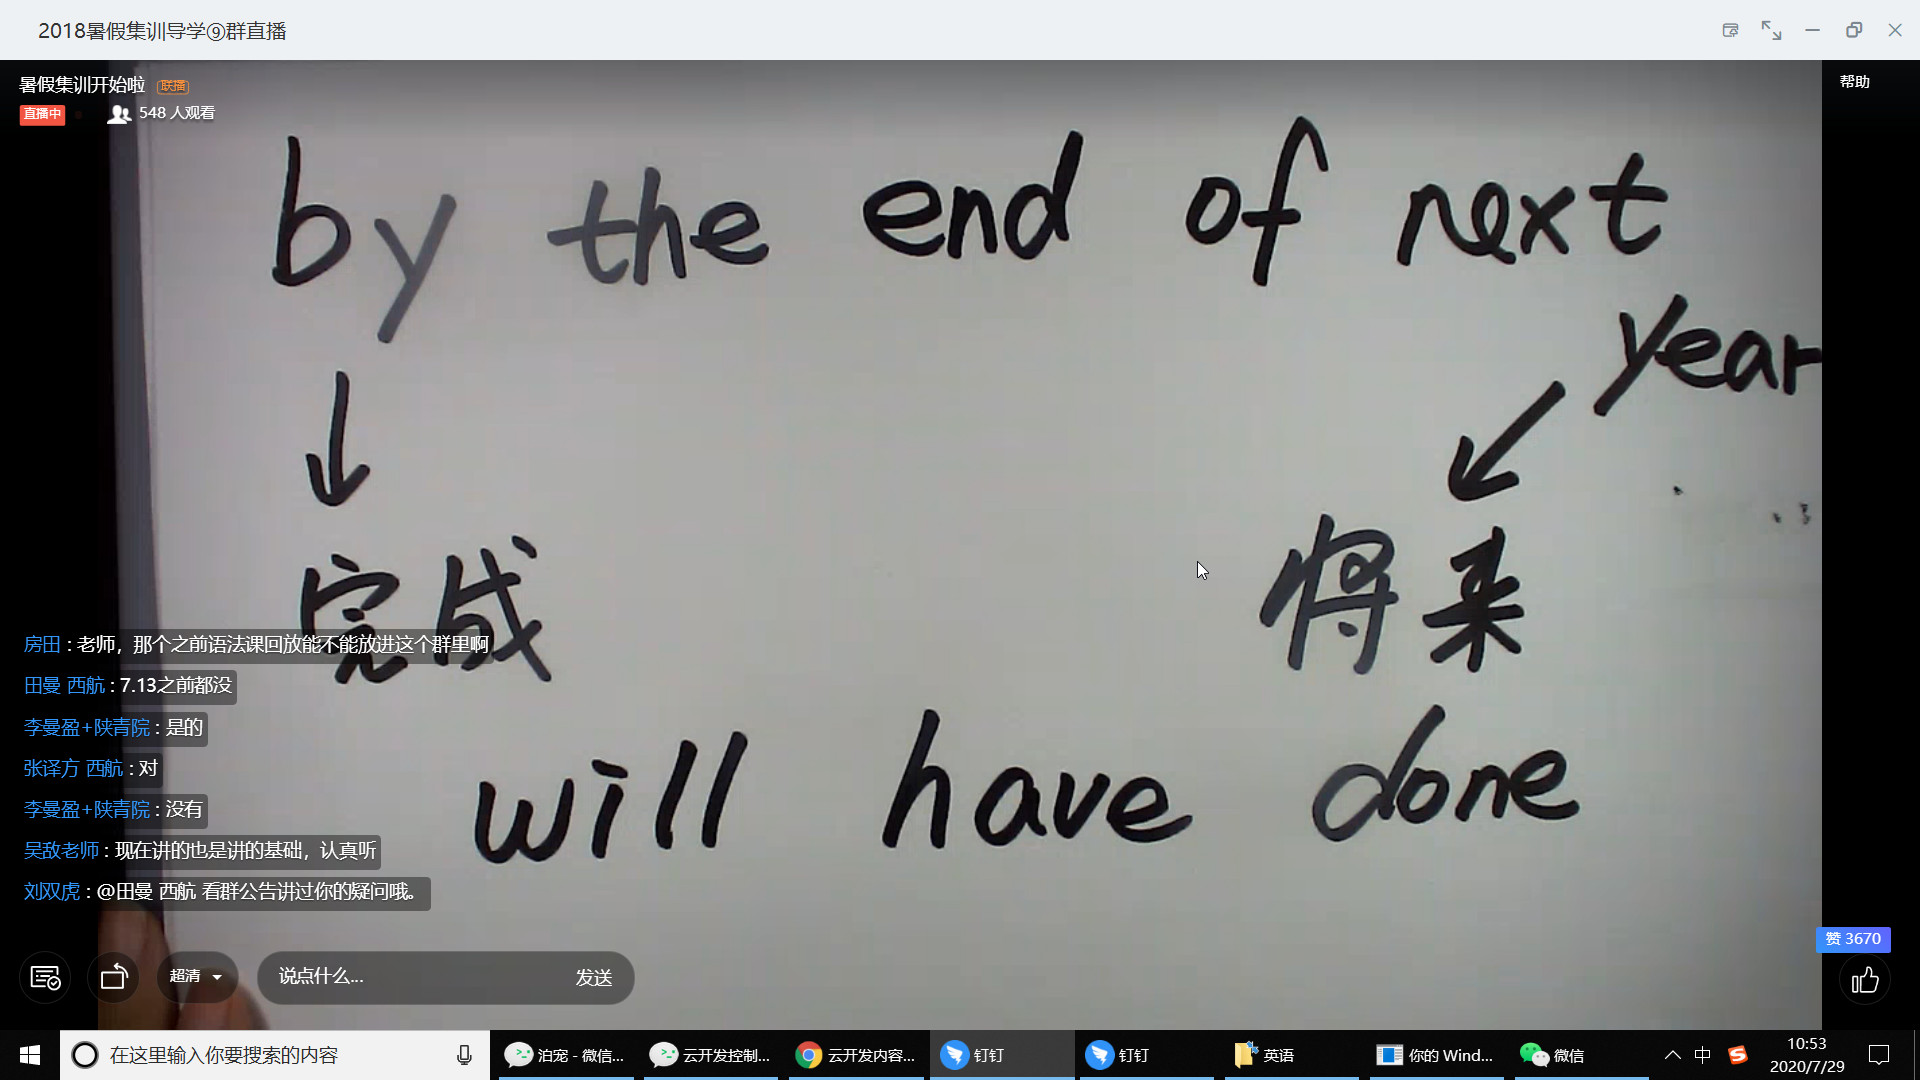 2018暑假集训导学⑨群直播
暑假集训开始啦 联播
帮助
直播中 548 人观看
by the end of next
year
完成 将来
will have done
房田 : 老师，那个之前语法课回放能不能放进这个群里啊
田曼 西航 : 7.13之前都没
李曼盈+陕青院 : 是的
张译方 西航 : 对
李曼盈+陕青院 : 没有
吴敌老师 : 现在讲的也是讲的基础，认真听
刘双虎 : @田曼 西航 看群公告讲过你的疑问哦。
赞 3670
超清 说点什么... 发送
在这里输入你要搜索的内容 泊宠 - 微信... 云开发控制... 云开发内容... 钉钉 钉钉 英语 你的 Wind... 微信 中 10:53
2020/7/29